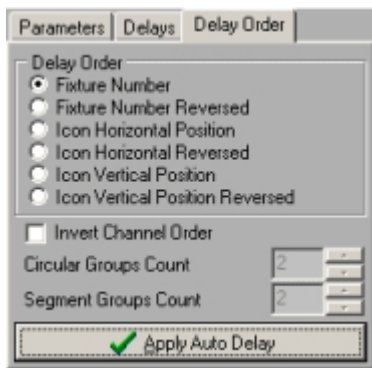 Parameters Delays Delay Order
Delay Order
Fixture Number
Fixture Number Reversed
Icon Horizontal Position
Icon Horizontal Reversed
Icon Vertical Position
Icon Vertical Position Reversed
Invert Channel Order
Circular Groups Count 2
Segment Groups Count 2
Apply Auto Delay